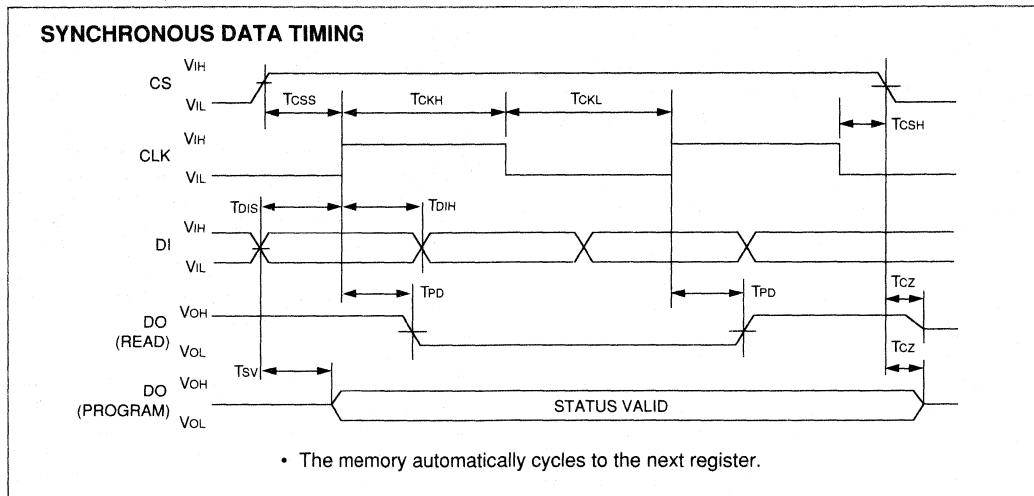 SYNCHRONOUS DATA TIMING
CS
VIH
VIL
TCSS
TCKH
TCKL
TCSH
CLK
VIH
VIL
TDIS
TDIH
DI
VIH
VIL
TPD
TPD
TCZ
DO
(READ)
VOH
VOL
TSV
TCZ
DO
(PROGRAM)
VOH
VOL
STATUS VALID
• The memory automatically cycles to the next register.